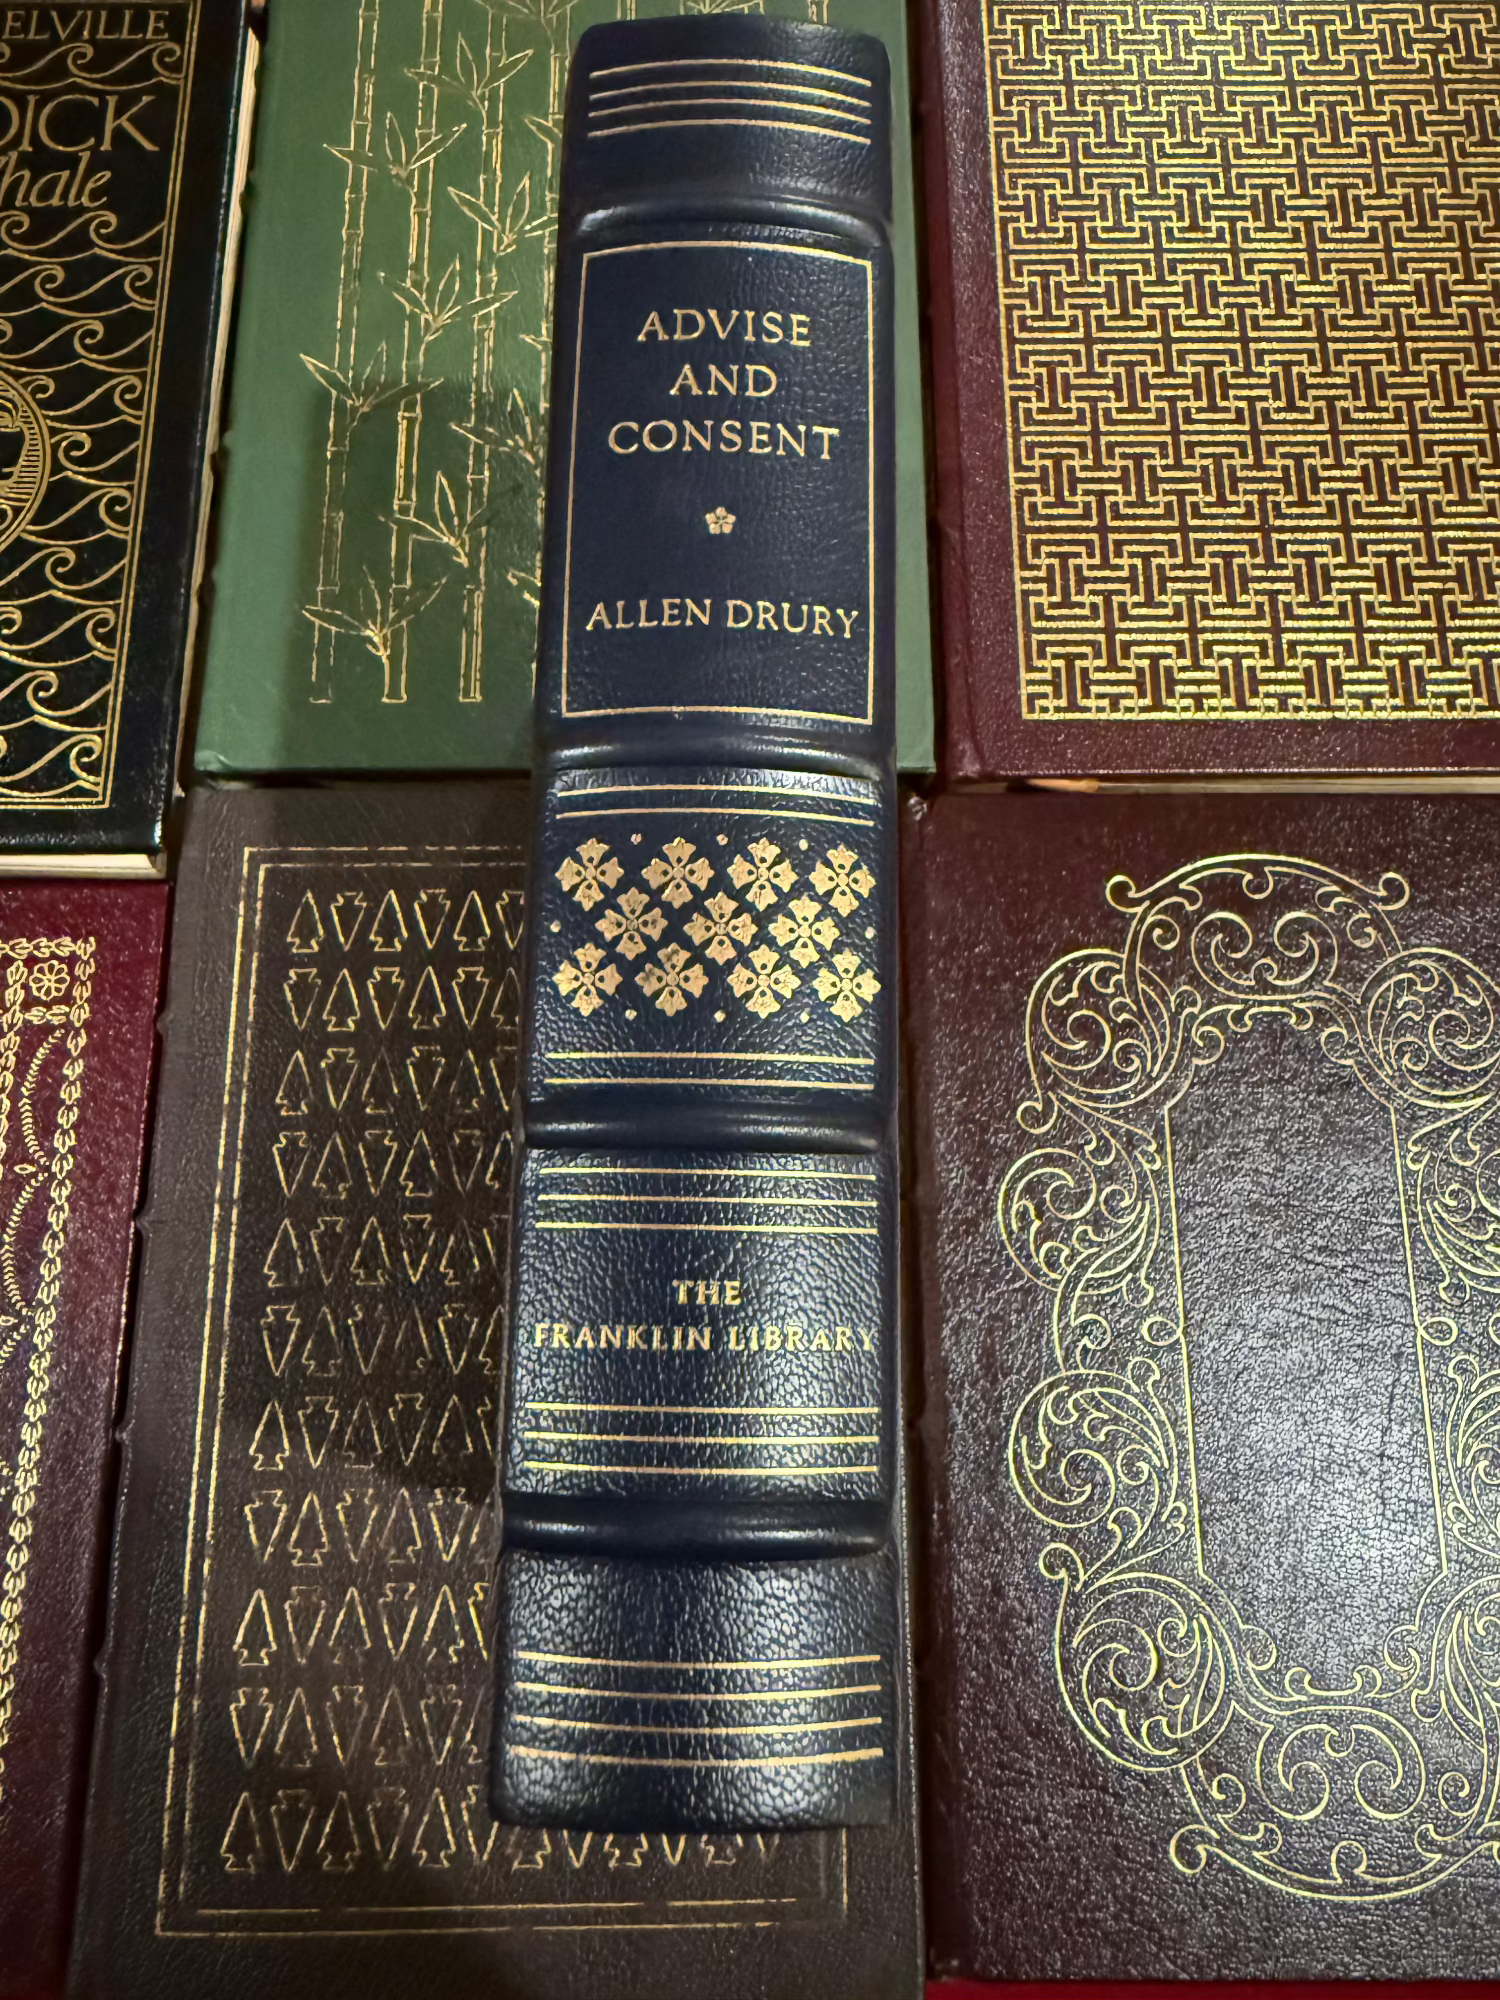 ELVILLE
DICK
hale
ADVISE
AND
CONSENT
ALLEN DRURY
THE
FRANKLIN LIBRARY